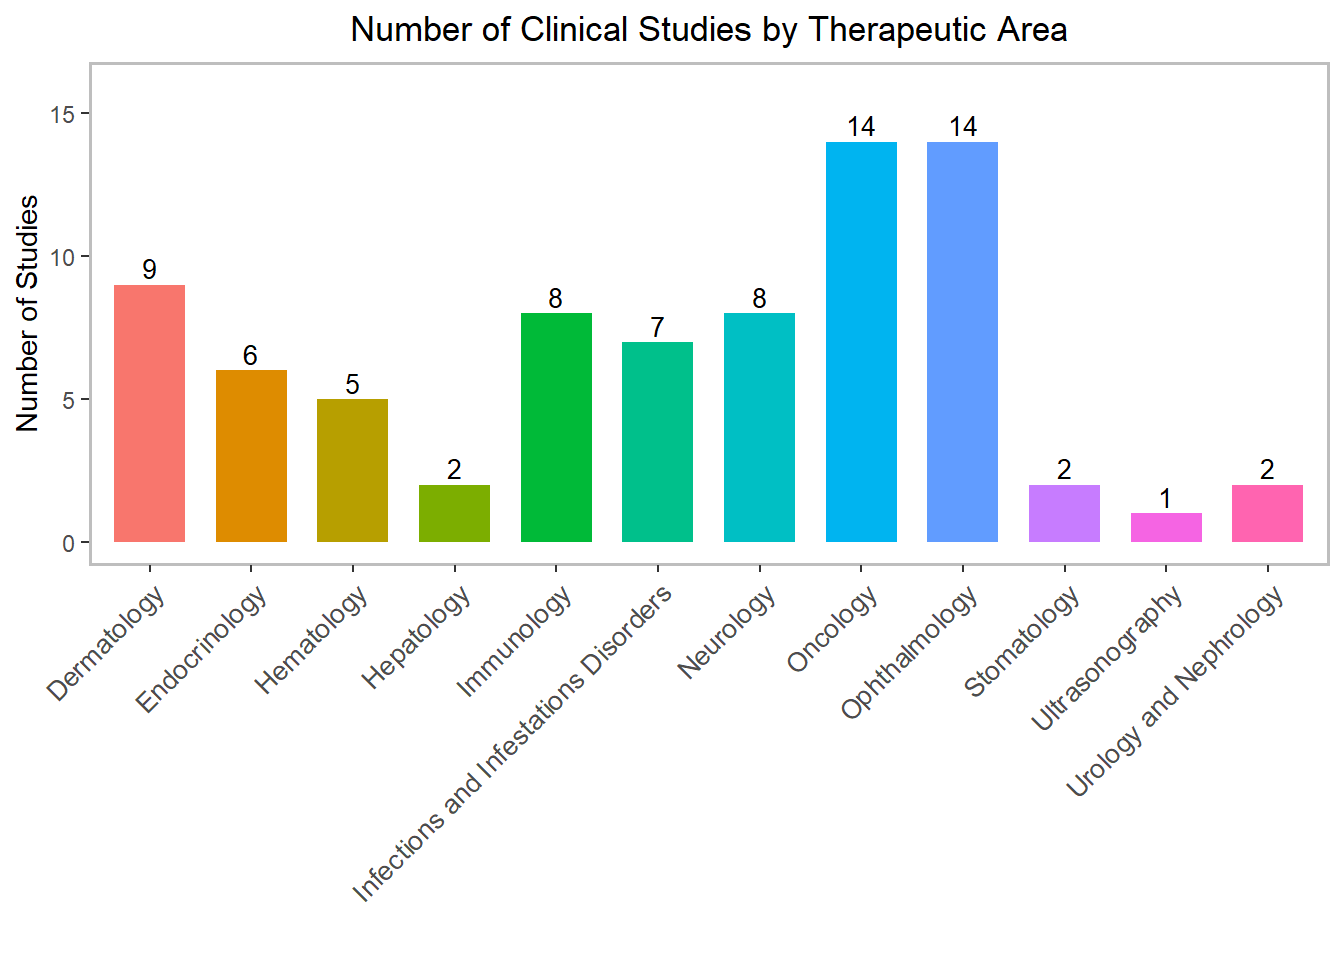 Number of Clinical Studies by Therapeutic Area
Number of Studies
15
10
5
0
9
6
5
2
8
7
8
14
14
2
1
2
Dermatology
Endocrinology
Hematology
Hepatology
Immunology
Infections and Infestations Disorders
Neurology
Oncology
Ophthalmology
Stomatology
Ultrasonography
Urology and Nephrology